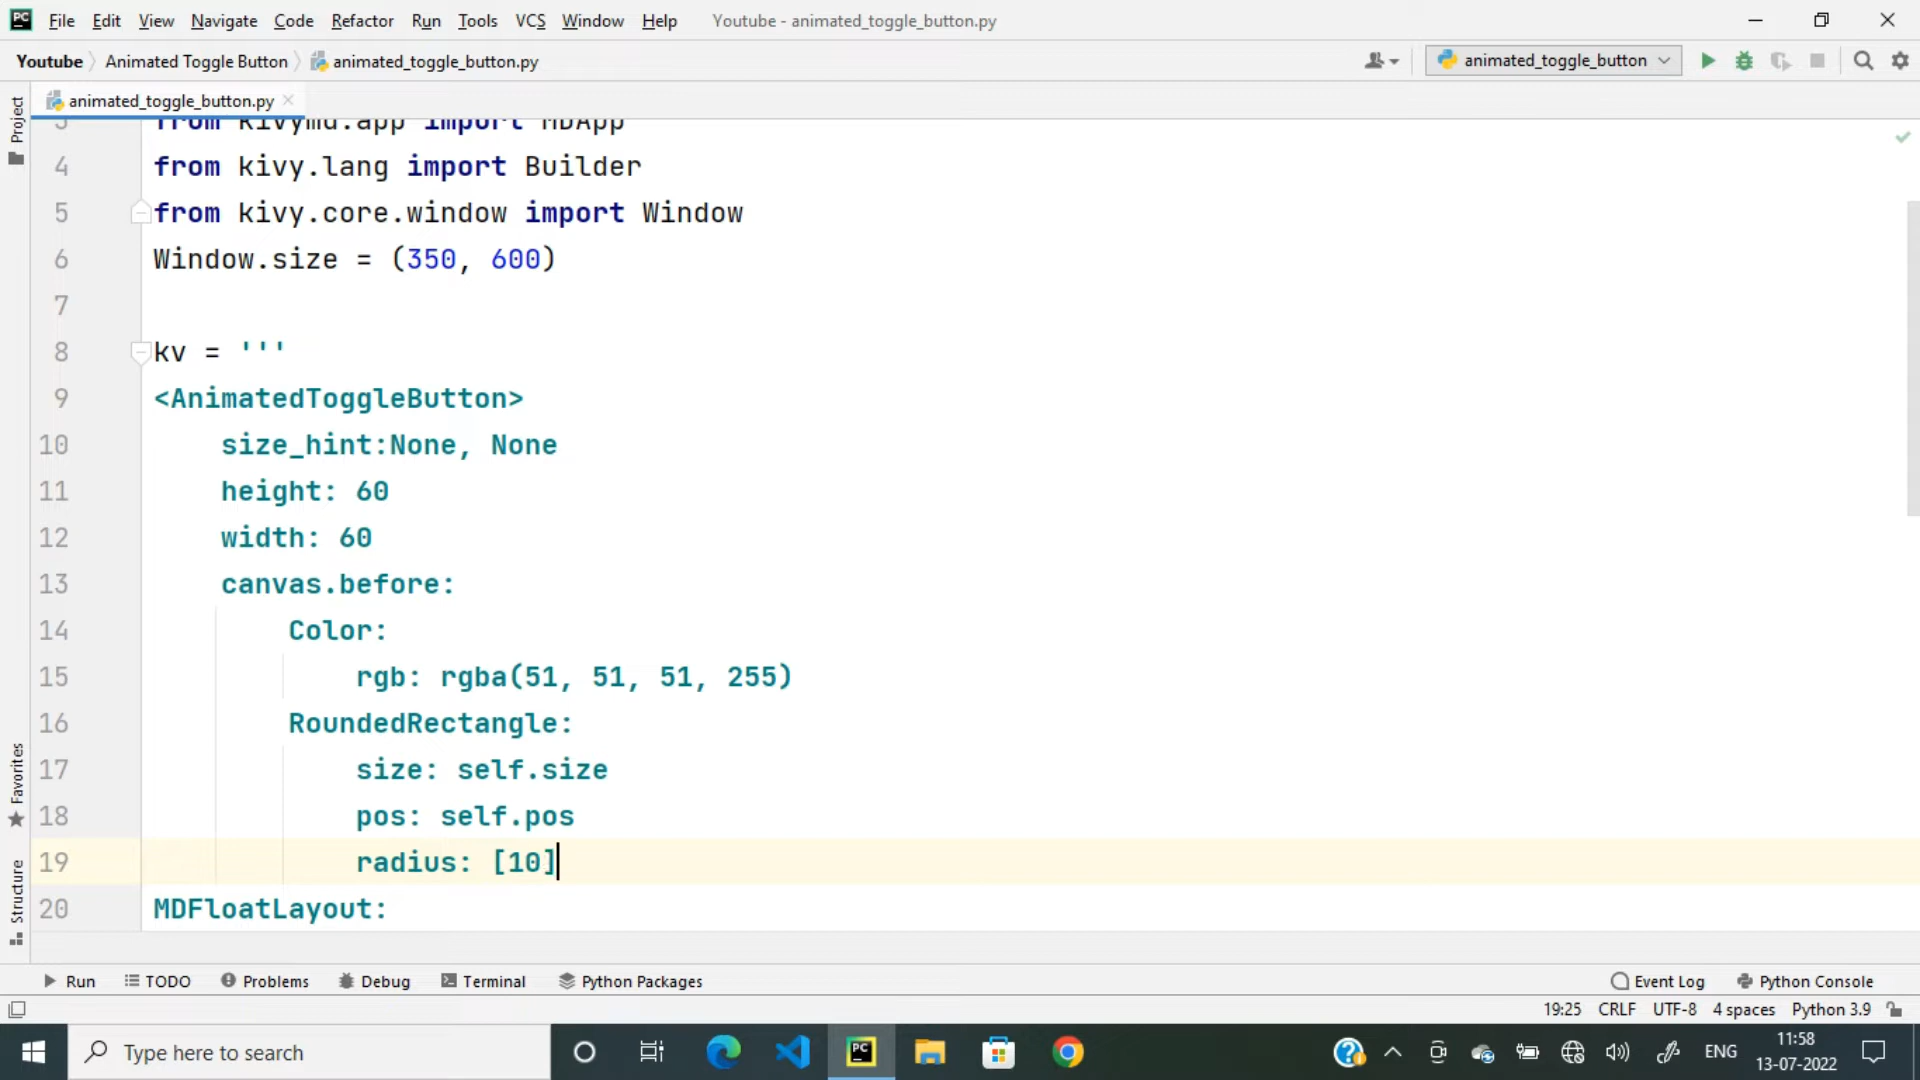 PC File Edit View Navigate Code Refactor Run Tools VCS Window Help Youtube - animated_toggle_button.py
Youtube Animated Toggle Button animated_toggle_button.py animated_toggle_button
animated_toggle_button.py
Project
3 from kivymd.app import MDApp
4 from kivy.lang import Builder
5 from kivy.core.window import Window
6 Window.size = (350, 600)
7
8 kv = '''
9 <AnimatedToggleButton>
10 size_hint:None, None
11 height: 60
12 width: 60
13 canvas.before:
14 Color:
15 rgb: rgba(51, 51, 51, 255)
16 RoundedRectangle:
17 size: self.size
18 pos: self.pos
19 radius: [10]
20 MDFloatLayout:
Favorites
Structure
Run TODO Problems Debug Terminal Python Packages Event Log Python Console
19:25 CRLF UTF-8 4 spaces Python 3.9
Type here to search PC ENG 11:58
13-07-2022